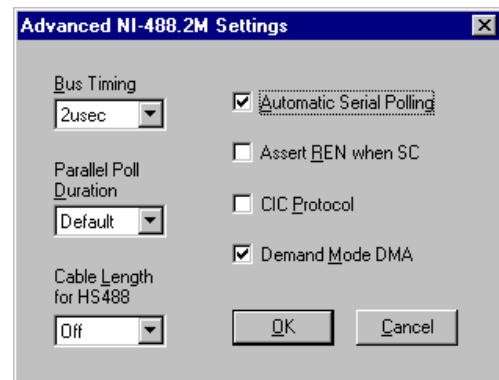 Advanced NI-488.2M Settings
Bus Timing
2usec
Parallel Poll
Duration
Default
Cable Length
for HS488
Off
Automatic Serial Polling
Assert REN when SC
CIC Protocol
Demand Mode DMA
OK
Cancel